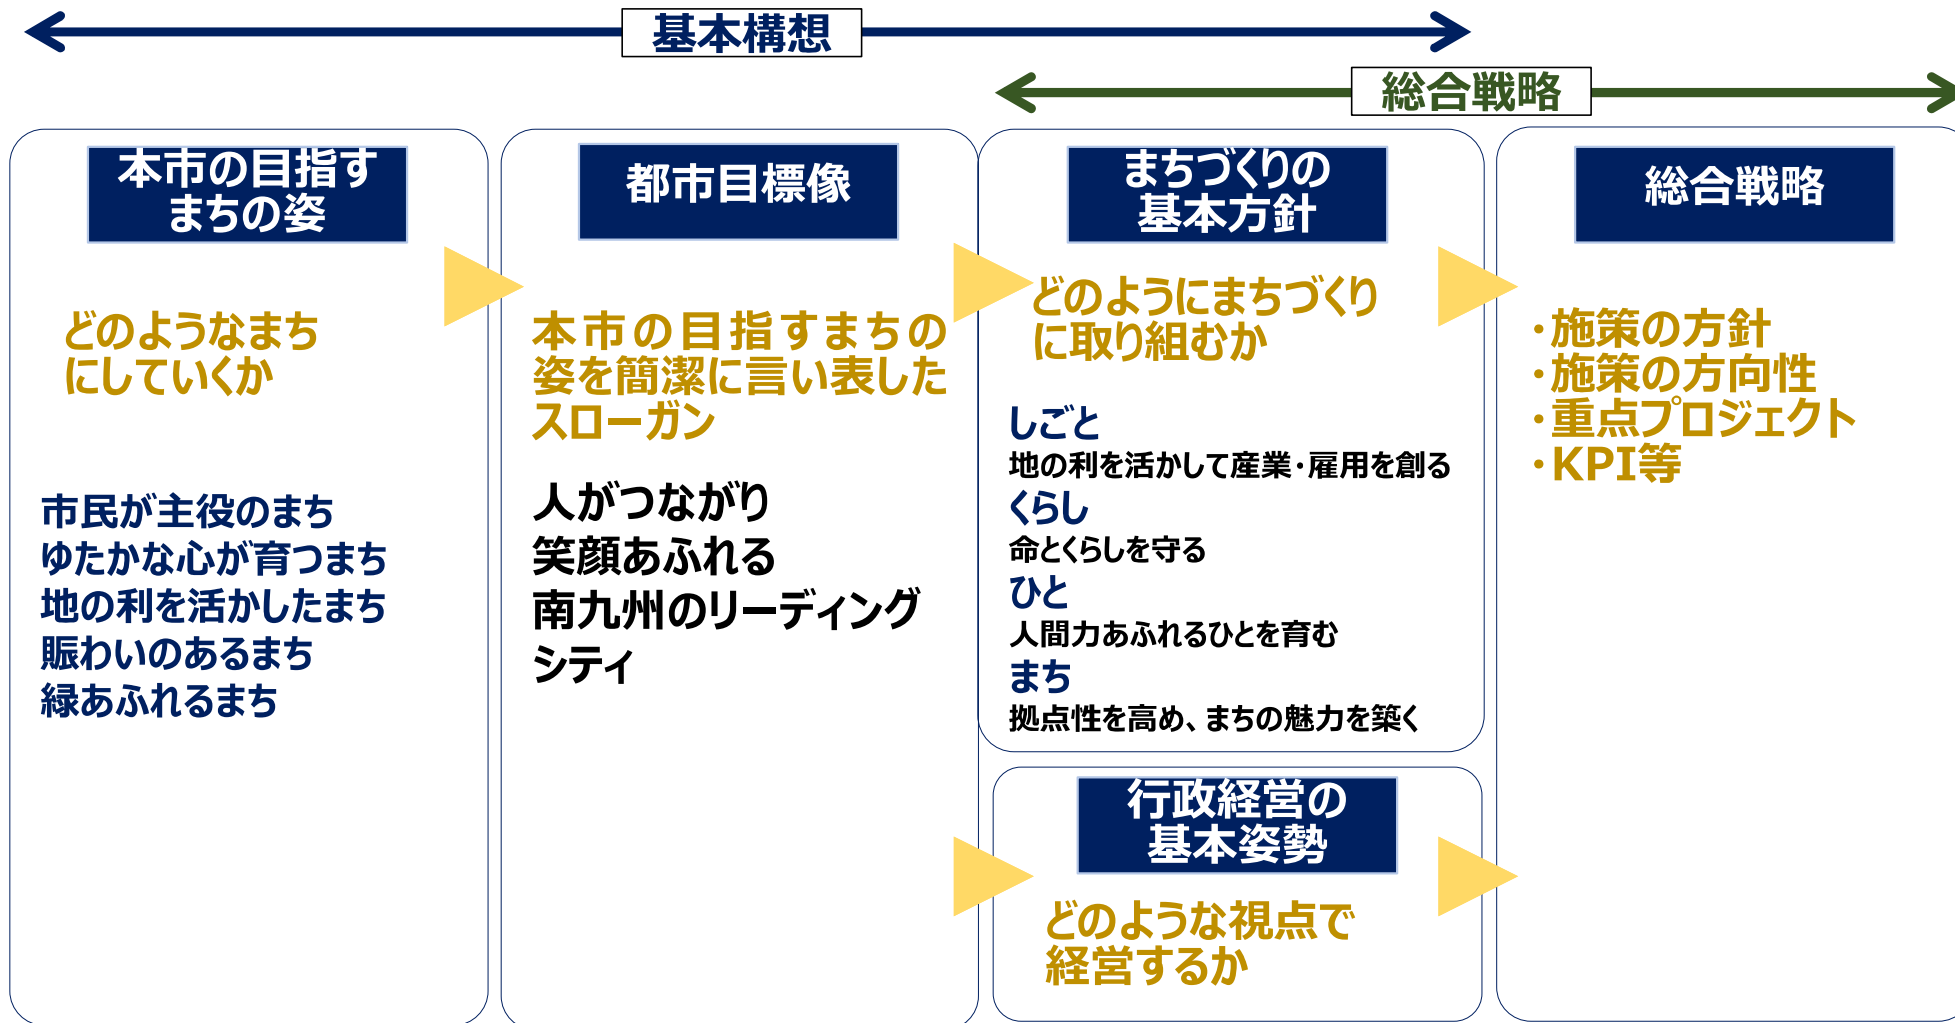 基本構想
総合戦略
本市の目指す
まちの姿
どのようなまち
にしていくか
市民が主役のまち
ゆたかな心が育つまち
地の利を活かしたまち
賑わいのあるまち
緑あふれるまち
都市目標像
本市の目指すまちの
姿を簡潔に言い表した
スローガン
人がつながり
笑顔あふれる
南九州のリーディング
シティ
まちづくりの
基本方針
どのようにまちづくり
に取り組むか
しごと
地の利を活かして産業・雇用を創る
くらし
命とくらしを守る
ひと
人間力あふれるひとを育む
まち
拠点性を高め、まちの魅力を築く
行政経営の
基本姿勢
どのような視点で
経営するか
総合戦略
・施策の方針
・施策の方向性
・重点プロジェクト
・KPI等